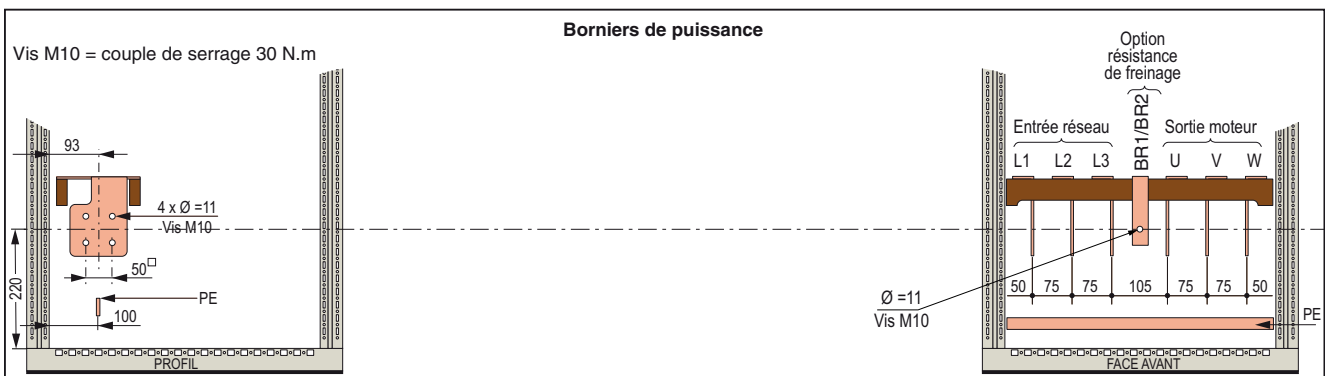 Borniers de puissance
Vis M10 = couple de serrage 30 N.m
93
4 x Ø =11
Vis M10
50□
220
PE
100
PROFIL
Option
résistance
de freinage
BR1/BR2
Entrée réseau
Sortie moteur
L1 L2 L3 U V W
Ø =11
Vis M10
50 75 75 105 75 75 50
PE
FACE AVANT